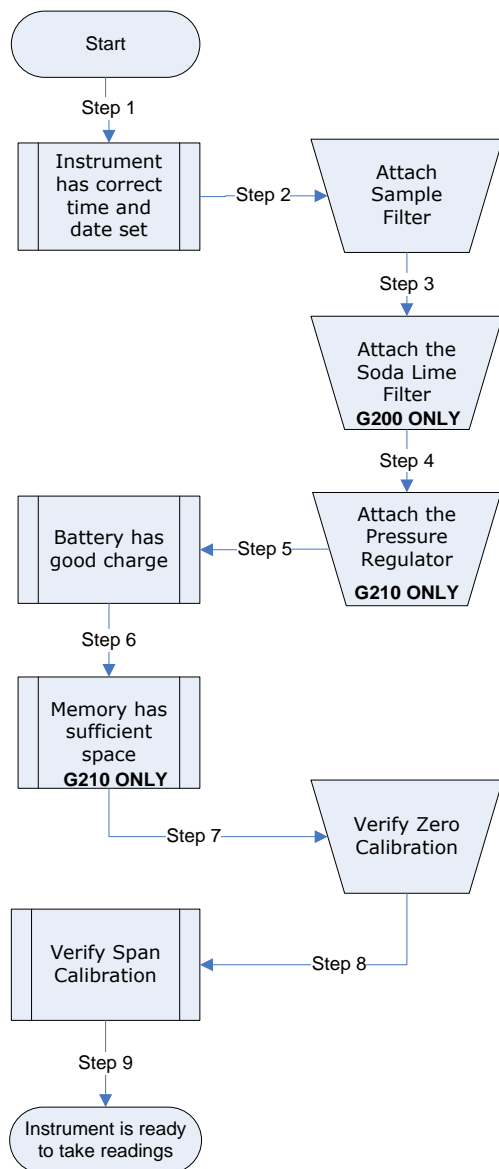 Start
Step 1
Instrument
has correct
time and
date set
Step 2
Attach
Sample
Filter
Step 3
Attach the
Soda Lime
Filter
G200 ONLY
Step 4
Attach the
Pressure
Regulator
G210 ONLY
Step 5
Battery has
good charge
Step 6
Memory has
sufficient
space
G210 ONLY
Step 7
Verify Zero
Calibration
Step 8
Verify Span
Calibration
Step 9
Instrument is ready
to take readings